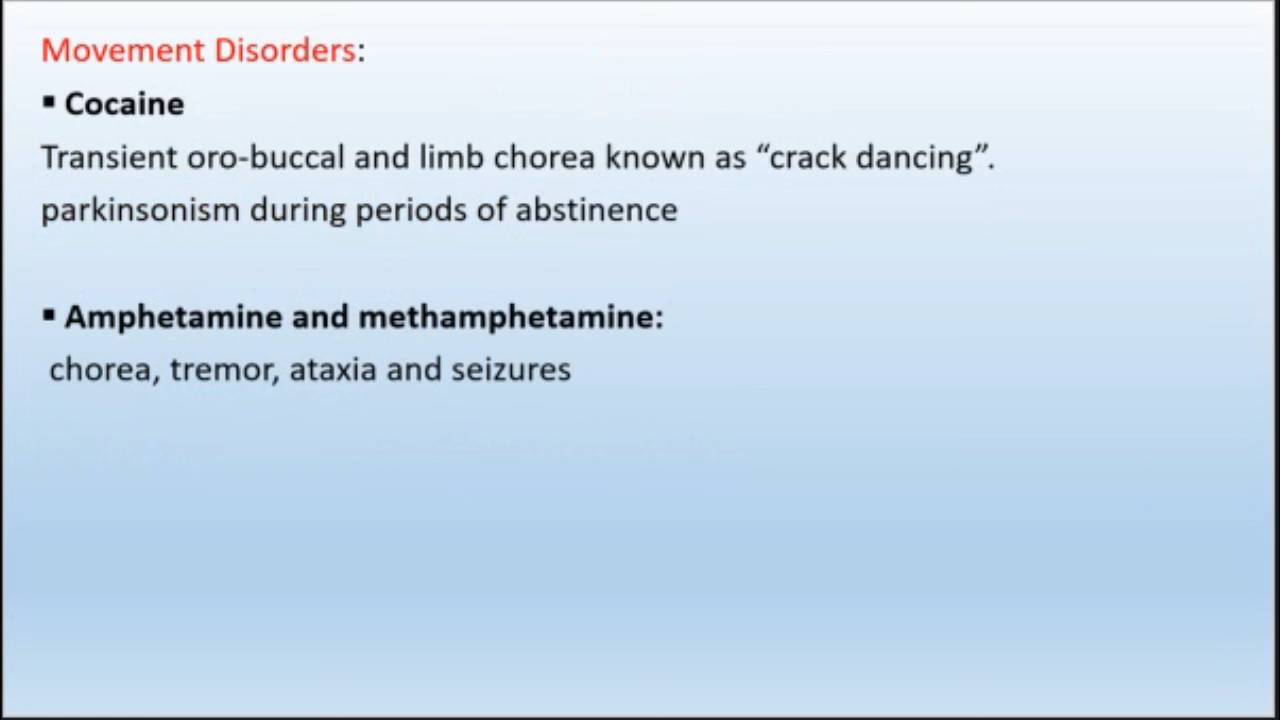 Movement Disorders:
▪ Cocaine
Transient oro-buccal and limb chorea known as “crack dancing”.
parkinsonism during periods of abstinence
▪ Amphetamine and methamphetamine:
chorea, tremor, ataxia and seizures